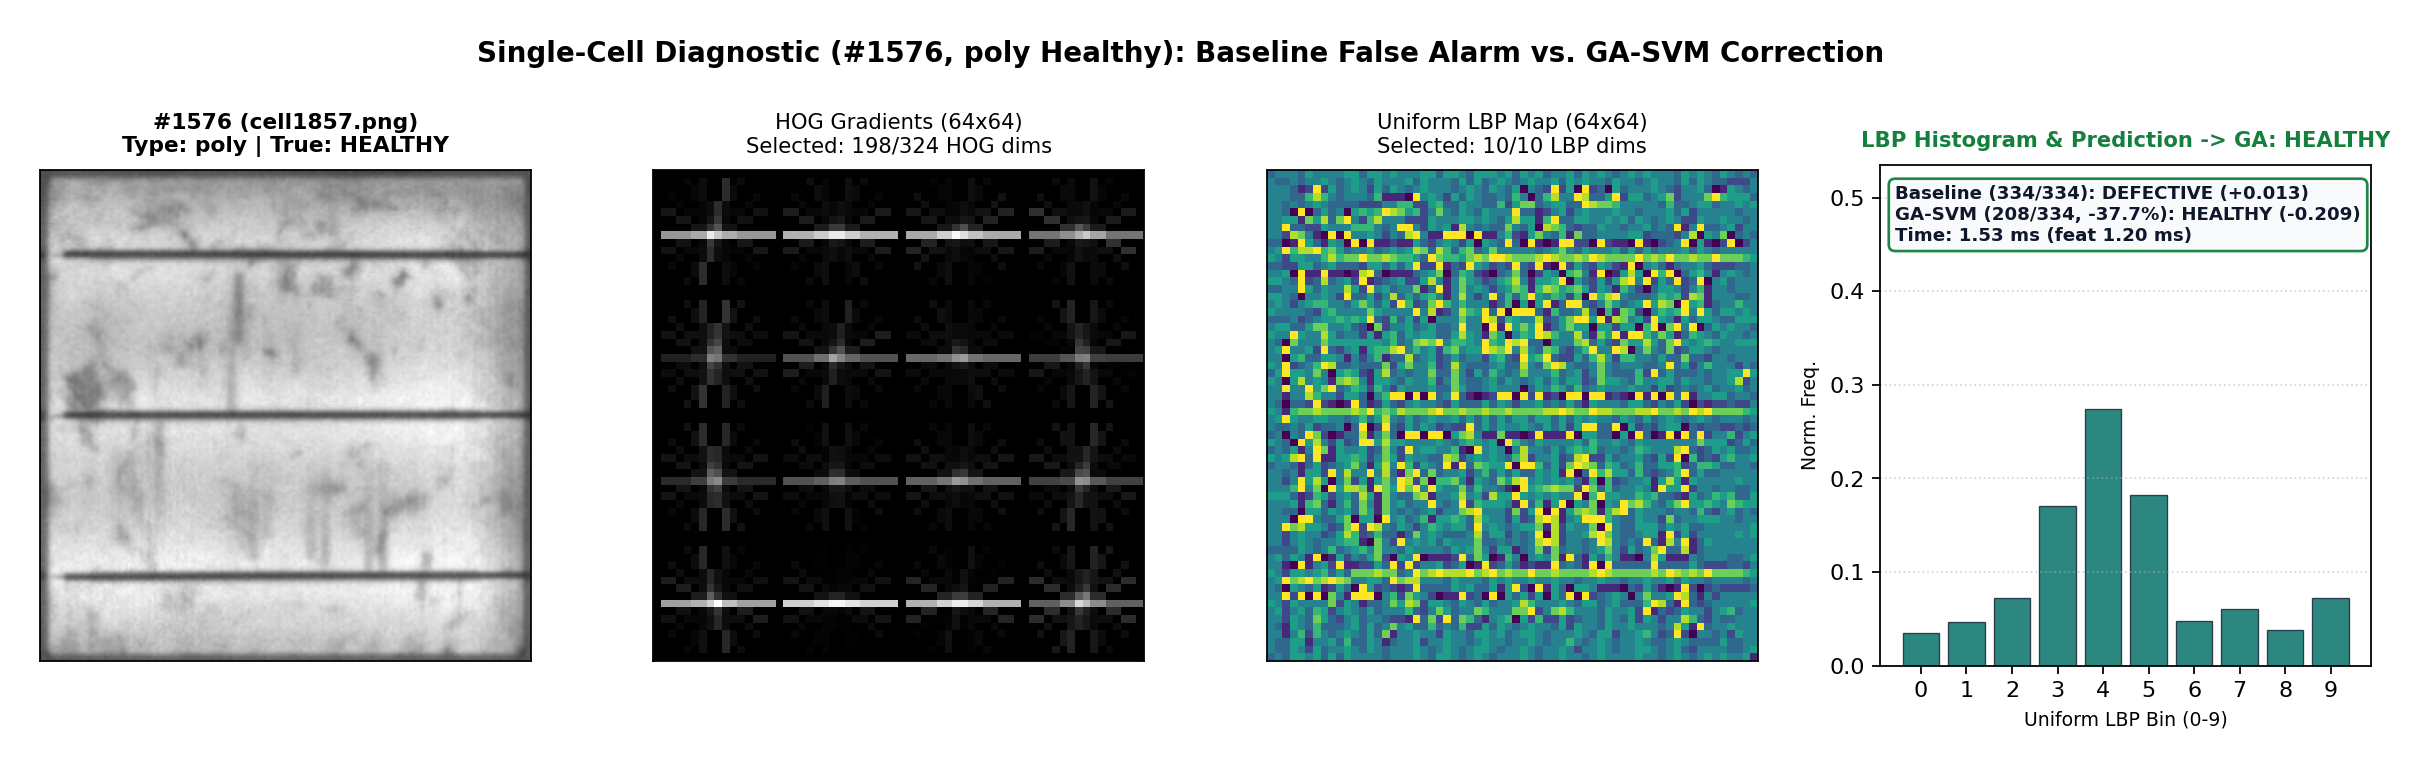 Single-Cell Diagnostic (#1576, poly Healthy): Baseline False Alarm vs. GA-SVM Correction
#1576 (cell1857.png)
Type: poly | True: HEALTHY
HOG Gradients (64x64)
Selected: 198/324 HOG dims
Uniform LBP Map (64x64)
Selected: 10/10 LBP dims
LBP Histogram & Prediction -> GA: HEALTHY
Baseline (334/334): DEFECTIVE (+0.013)
GA-SVM (208/334, -37.7%): HEALTHY (-0.209)
Time: 1.53 ms (feat 1.20 ms)
Norm. Freq.
0.5
0.4
0.3
0.2
0.1
0.0
0 1 2 3 4 5 6 7 8 9
Uniform LBP Bin (0-9)